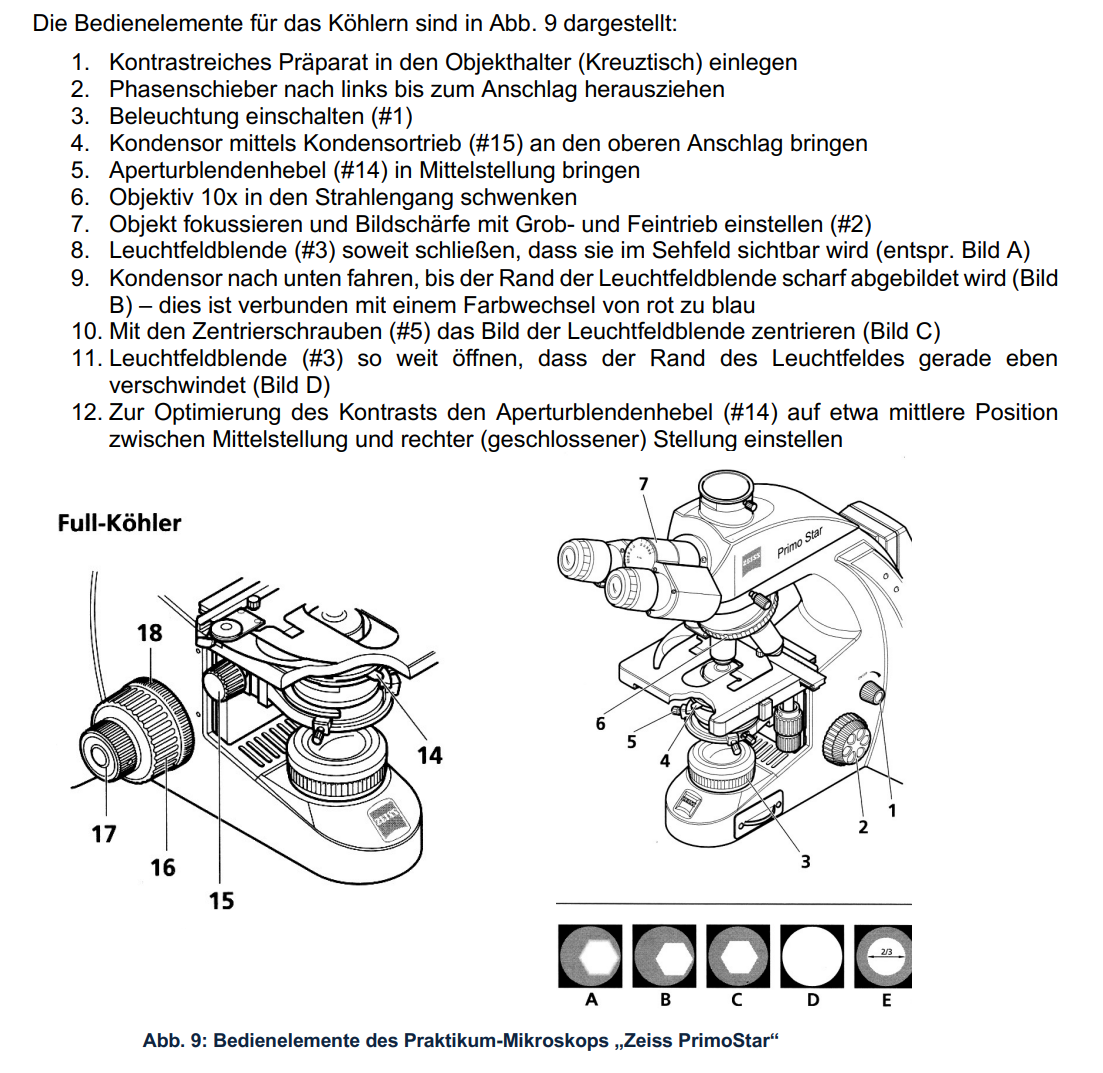 Die Bedienelemente für das Köhlern sind in Abb. 9 dargestellt:
1. Kontrastreiches Präparat in den Objekthalter (Kreuztisch) einlegen
2. Phasenschieber nach links bis zum Anschlag herausziehen
3. Beleuchtung einschalten (#1)
4. Kondensor mittels Kondensortrieb (#15) an den oberen Anschlag bringen
5. Aperturblendenhebel (#14) in Mittelstellung bringen
6. Objektiv 10x in den Strahlengang schwenken
7. Objekt fokussieren und Bildschärfe mit Grob- und Feintrieb einstellen (#2)
8. Leuchtfeldblende (#3) soweit schließen, dass sie im Sehfeld sichtbar wird (entspr. Bild A)
9. Kondensor nach unten fahren, bis der Rand der Leuchtfeldblende scharf abgebildet wird (Bild
B) – dies ist verbunden mit einem Farbwechsel von rot zu blau
10. Mit den Zentrierschrauben (#5) das Bild der Leuchtfeldblende zentrieren (Bild C)
11. Leuchtfeldblende (#3) so weit öffnen, dass der Rand des Leuchtfeldes gerade eben
verschwindet (Bild D)
12. Zur Optimierung des Kontrasts den Aperturblendenhebel (#14) auf etwa mittlere Position
zwischen Mittelstellung und rechter (geschlossener) Stellung einstellen
Full-Köhler
18
14
17
16
15
7
ZEISS
Primo Star
6
5
4
1
2
3
ZEISS
2/3
A B C D E
Abb. 9: Bedienelemente des Praktikum-Mikroskops „Zeiss PrimoStar“